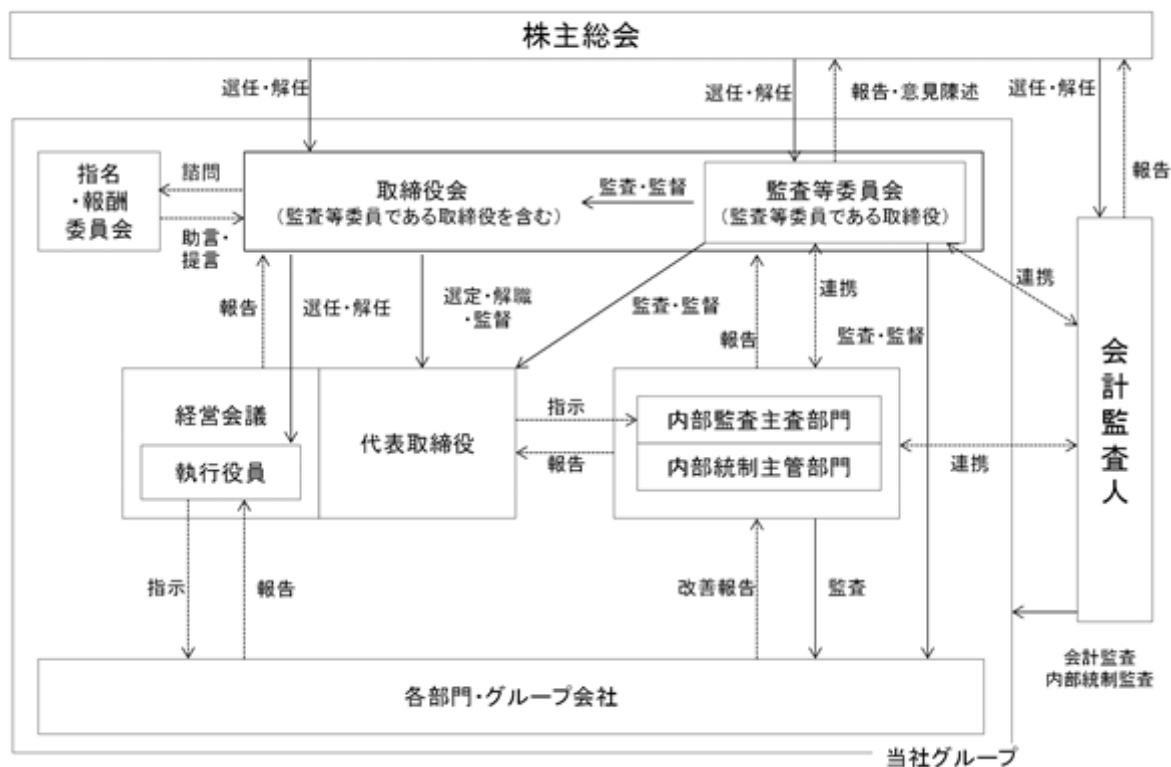 株主総会
選任・解任
選任・解任
報告・意見陳述
選任・解任
報告
指名
・報酬
委員会
諮問
助言・
提言
取締役会
（監査等委員である取締役を含む）
監査・監督
監査等委員会
（監査等委員である取締役）
報告
選任・解任
選定・解職
・監督
監査・監督
報告
連携
監査・監督
連携
会計監査人
経営会議
執行役員
代表取締役
指示
報告
内部監査主査部門
内部統制主管部門
連携
指示
報告
改善報告
監査
会計監査
内部統制監査
各部門・グループ会社
当社グループ